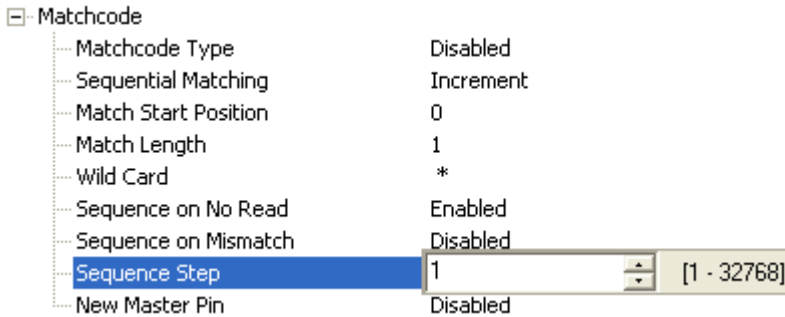 Matchcode
Matchcode Type Disabled
Sequential Matching Increment
Match Start Position 0
Match Length 1
Wild Card *
Sequence on No Read Enabled
Sequence on Mismatch Disabled
Sequence Step 1 [1 - 32768]
New Master Pin Disabled